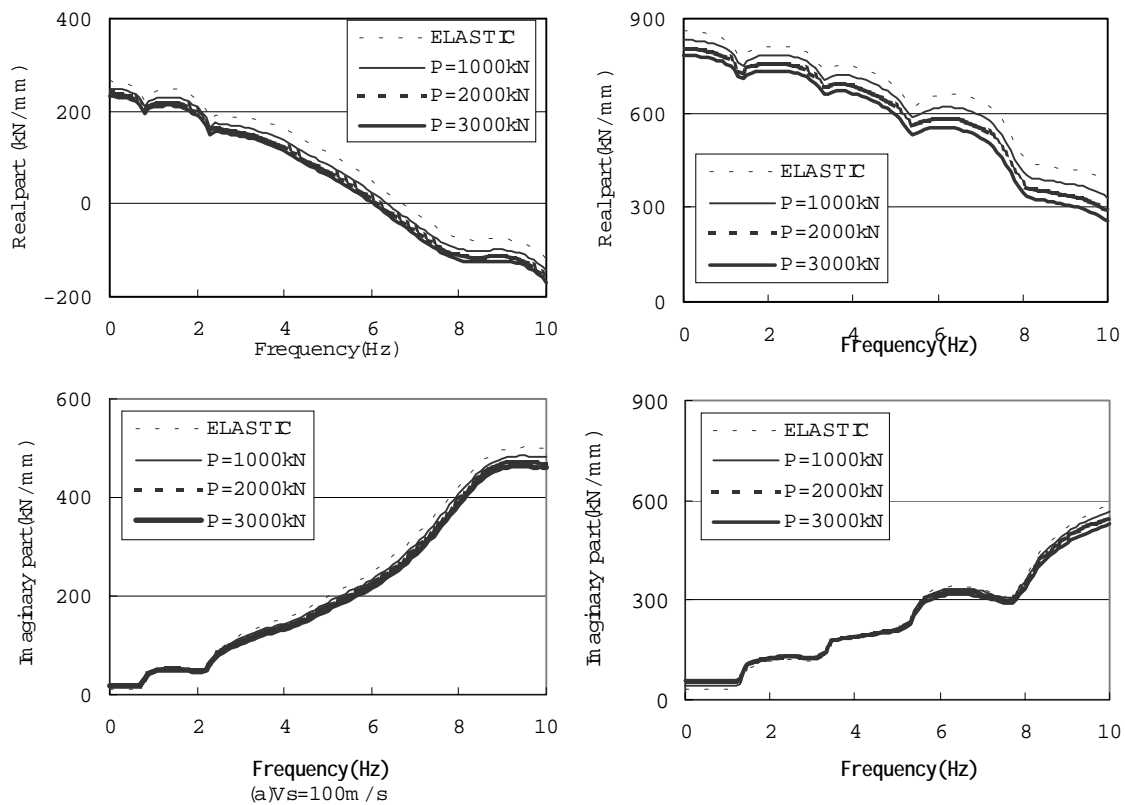 400
200
0
-200
Realpart (kN/mm)
ELASTIC
P=1000kN
P=2000kN
P=3000kN
0 2 4 6 8 10
Frequency(Hz)
900
600
300
0
Realpart(kN/mm)
ELASTIC
P=1000kN
P=2000kN
P=3000kN
0 2 4 6 8 10
Frequency(Hz)
600
400
200
0
Imaginary part(kN/mm)
ELASTIC
P=1000kN
P=2000kN
P=3000kN
0 2 4 6 8 10
Frequency(Hz)
(a)Vs=100m/s
900
600
300
0
Imaginary part(kN/mm)
ELASTIC
P=1000kN
P=2000kN
P=3000kN
0 2 4 6 8 10
Frequency(Hz)